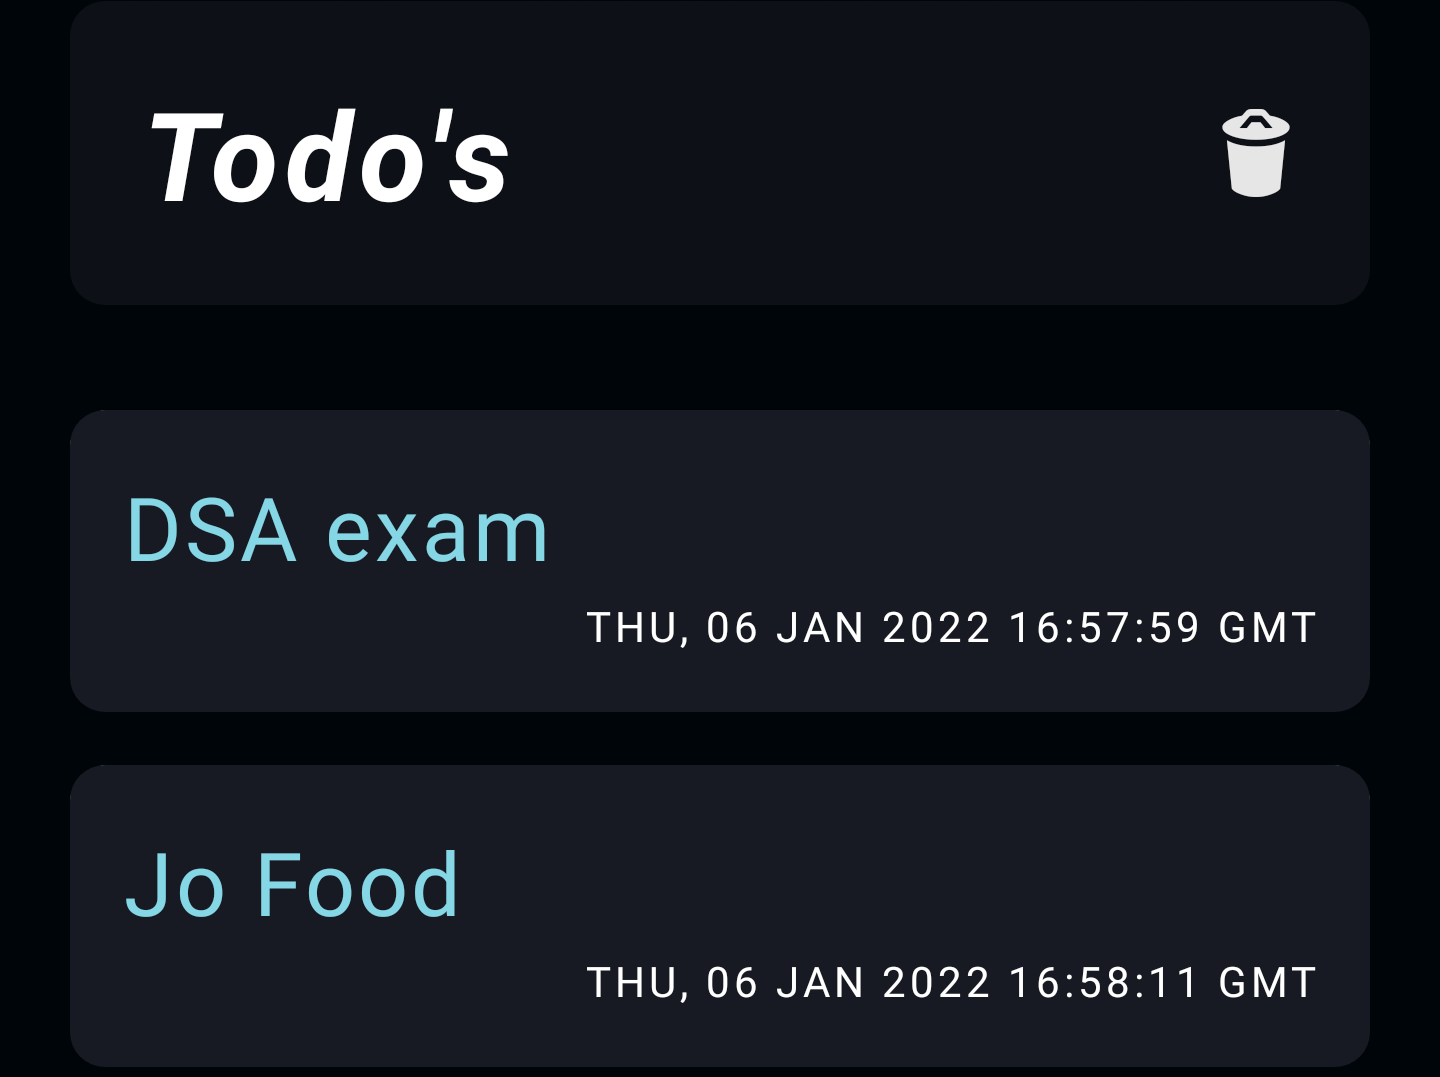 Todo's
DSA exam
THU, 06 JAN 2022 16:57:59 GMT
Jo Food
THU, 06 JAN 2022 16:58:11 GMT